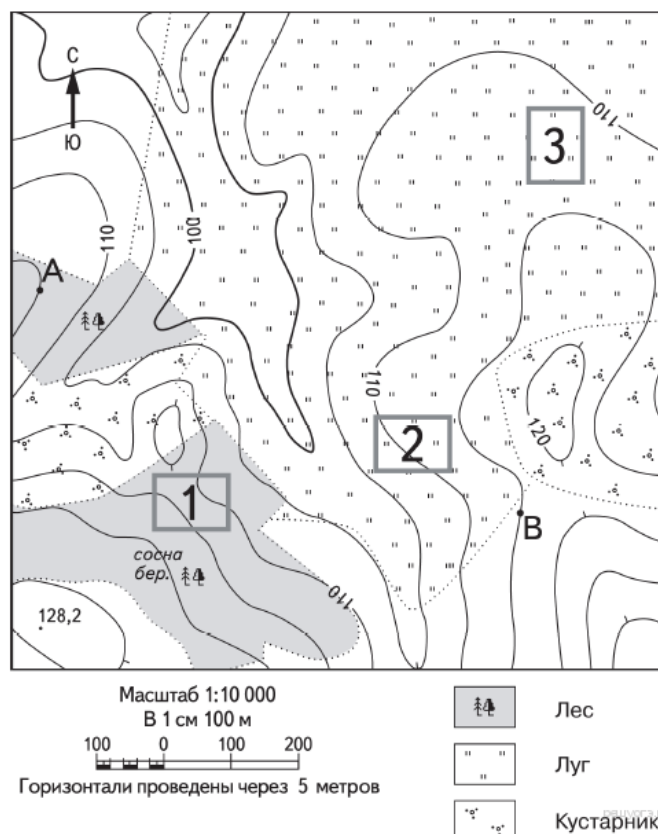 С
Ю
110
3
А
110
100
110
120
2
1
В
сосна
бер.
110
128,2
Масштаб 1:10 000
В 1 см 100 м
100 0 100 200
Горизонтали проведены через 5 метров
Лес
Луг
Кустарник